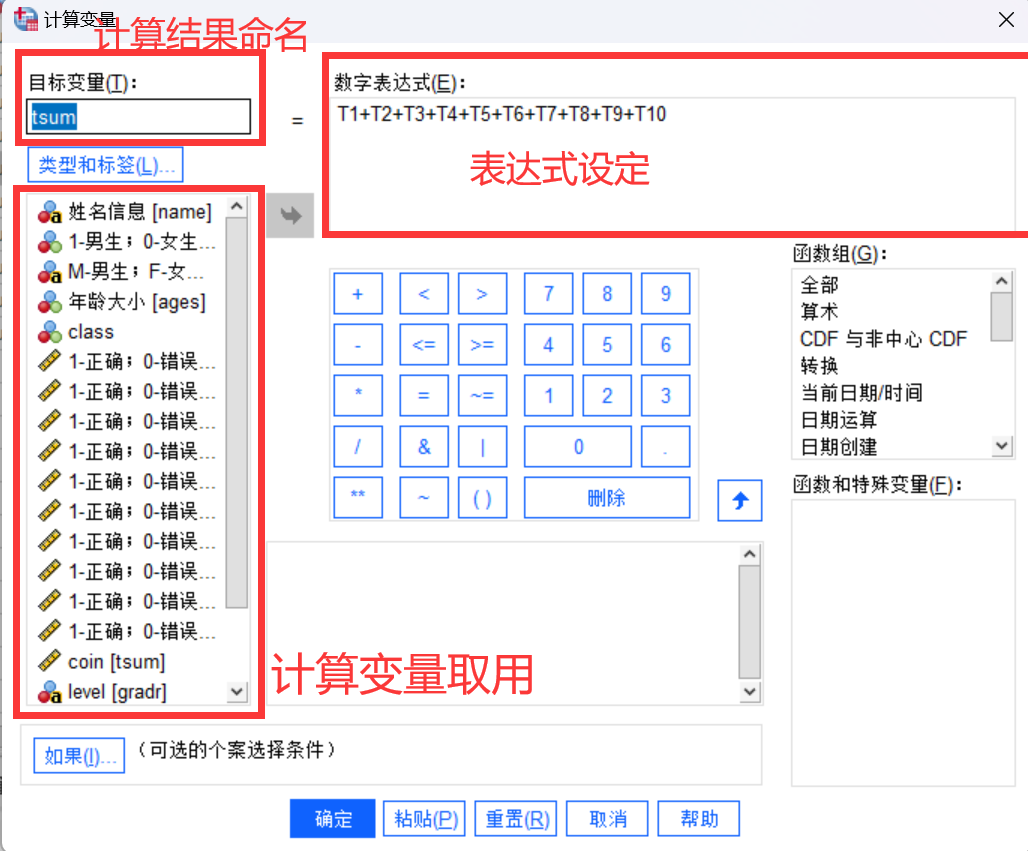 计算变量
计算结果命名
目标变量(T)：
tsum
=
数字表达式(E)：
T1+T2+T3+T4+T5+T6+T7+T8+T9+T10
表达式设定
类型和标签(L)...
姓名信息 [name]
1-男生；0-女生...
M-男生；F-女...
年龄大小 [ages]
class
1-正确；0-错误...
1-正确；0-错误...
1-正确；0-错误...
1-正确；0-错误...
1-正确；0-错误...
1-正确；0-错误...
1-正确；0-错误...
1-正确；0-错误...
1-正确；0-错误...
1-正确；0-错误...
coin [tsum]
level [gradr]
计算变量取用
+ < > 7 8 9
- <= >= 4 5 6
* = ~= 1 2 3
/ & | 0 .
** ~ ( ) 删除
函数组(G)：
全部
算术
CDF 与非中心 CDF
转换
当前日期/时间
日期运算
日期创建
函数和特殊变量(F)：
如果(I)... （可选的个案选择条件）
确定 粘贴(P) 重置(R) 取消 帮助